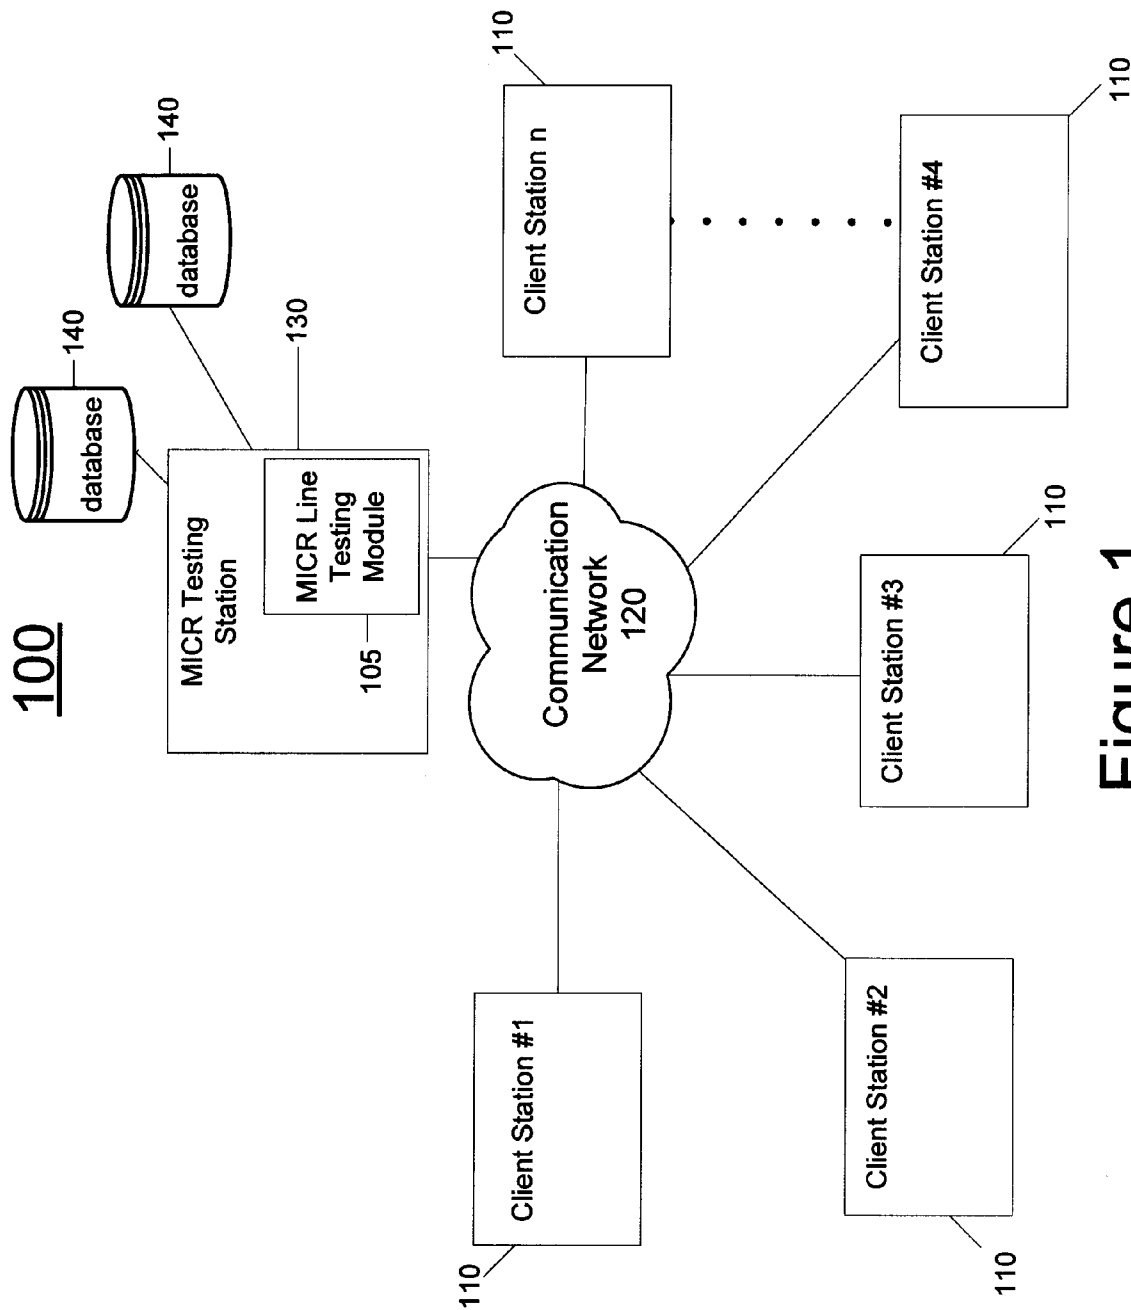 100
140
database
140
database
MICR Testing
Station
130
MICR Line
Testing
Module
105
110
Client Station #1
Communication
Network
120
110
Client Station n
110
Client Station #2
Client Station #3
110
Client Station #4
110
Figure 1